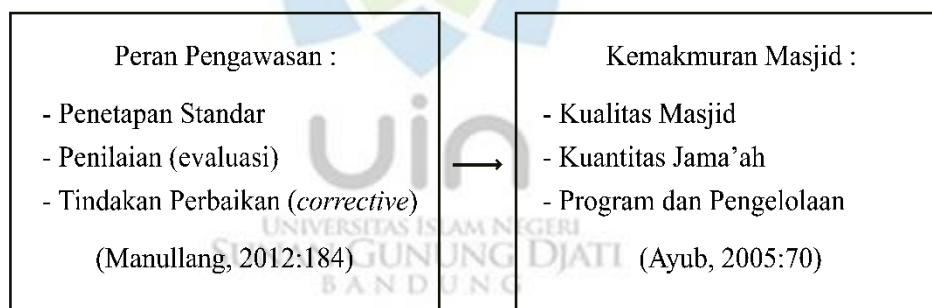 Peran Pengawasan :
- Penetapan Standar
- Penilaian (evaluasi)
- Tindakan Perbaikan (corrective)
(Manullang, 2012:184)
Kemakmuran Masjid :
- Kualitas Masjid
- Kuantitas Jama’ah
- Program dan Pengelolaan
(Ayub, 2005:70)
uin
UNIVERSITAS ISLAM NEGERI
SUNAN GUNUNG DJATI
BANDUNG